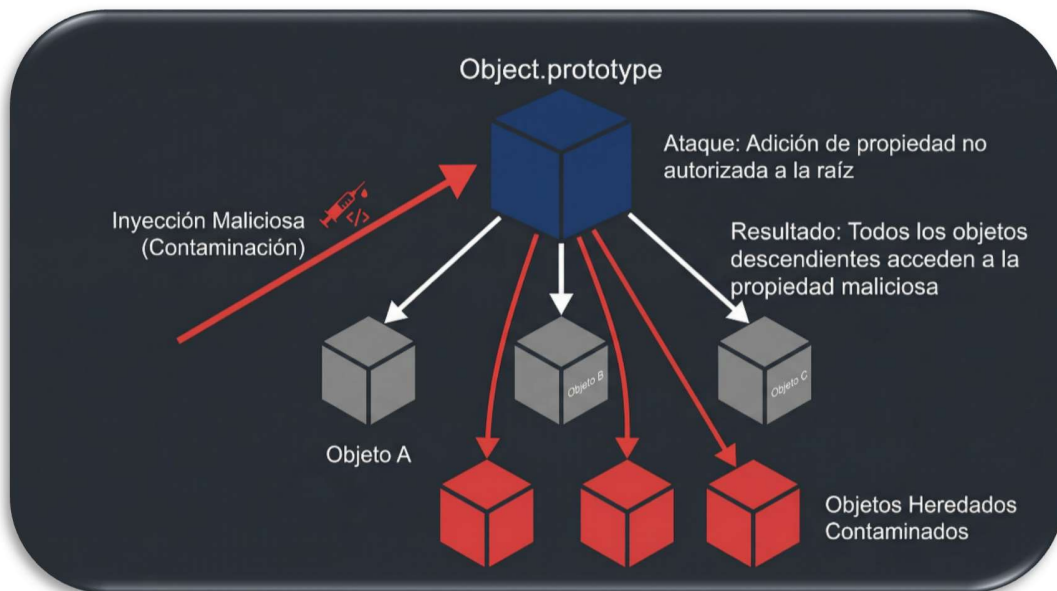 Object.prototype
Ataque: Adición de propiedad no
autorizada a la raíz
Inyección Maliciosa
(Contaminación)
</>
Resultado: Todos los objetos
descendientes acceden a la
propiedad maliciosa
Objeto A
Objeto B
Objeto C
Objetos Heredados
Contaminados